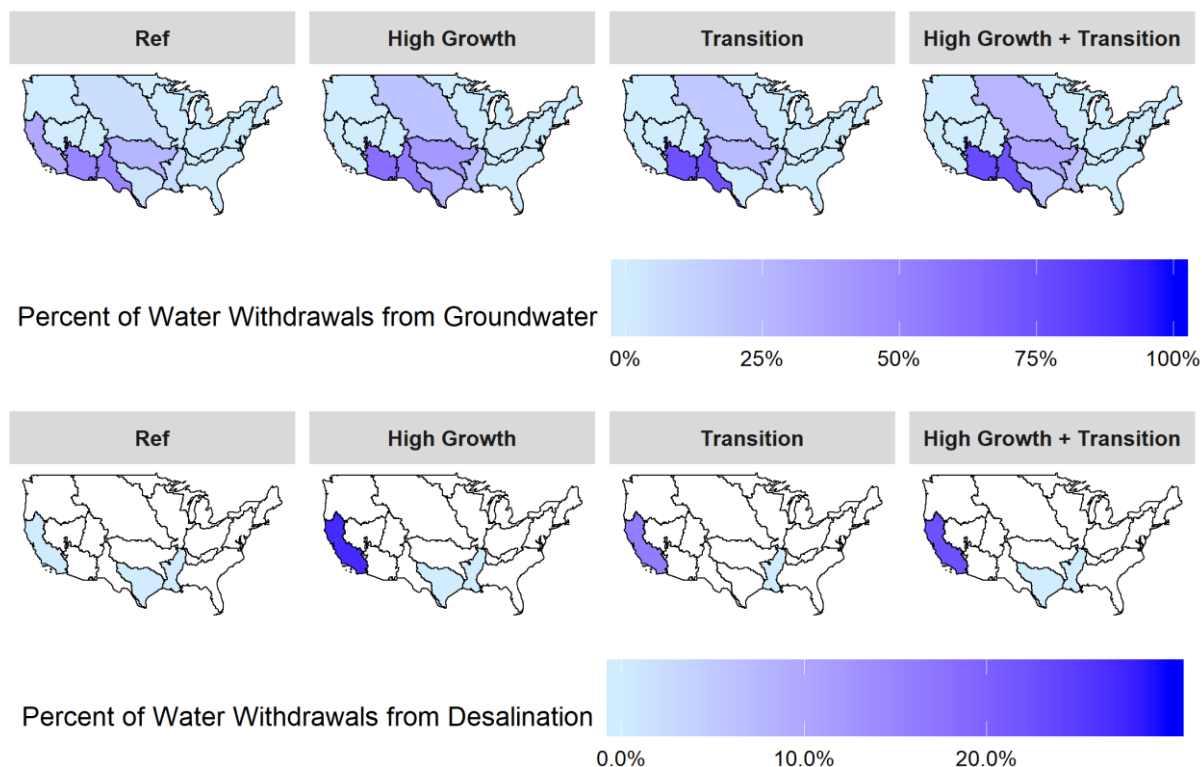 Ref
High Growth
Transition
High Growth + Transition
Percent of Water Withdrawals from Groundwater
0%
25%
50%
75%
100%
Ref
High Growth
Transition
High Growth + Transition
Percent of Water Withdrawals from Desalination
0.0%
10.0%
20.0%